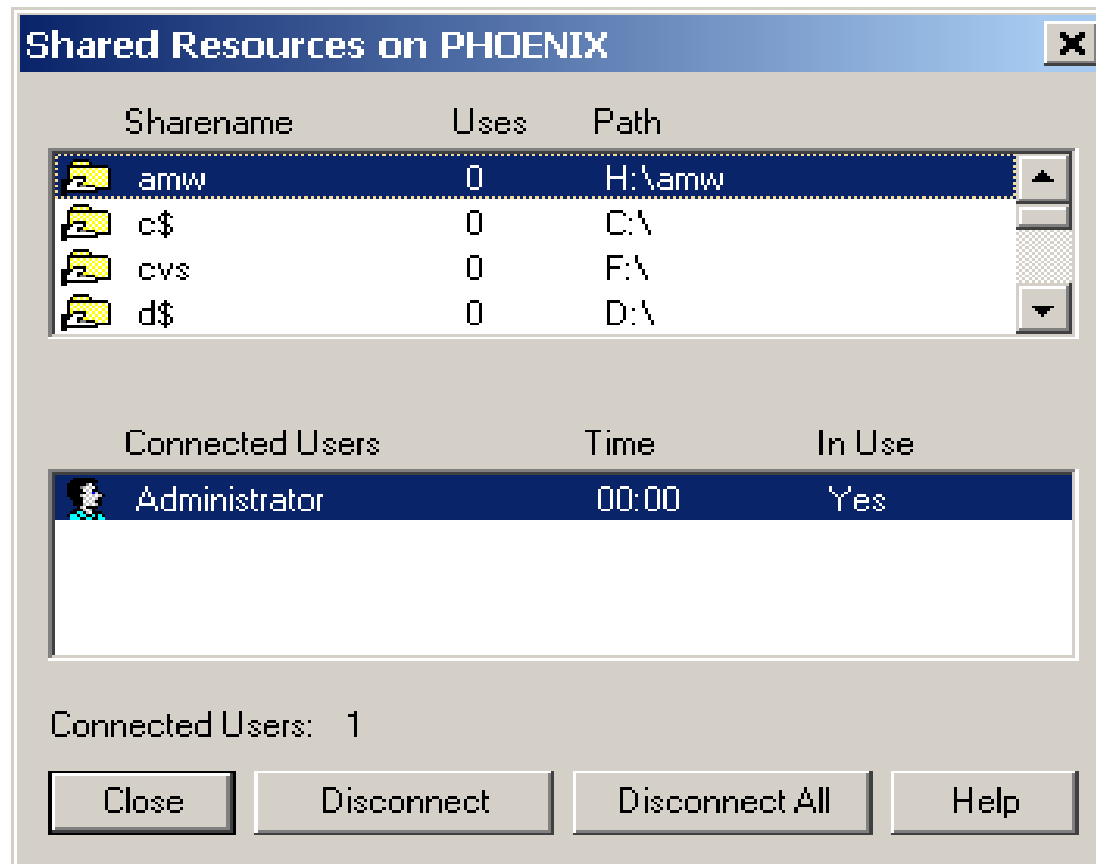 Shared Resources on PHOENIX
Sharename Uses Path
amw 0 H:\amw
c$ 0 C:\
cvs 0 F:\
d$ 0 D:\
Connected Users Time In Use
Administrator 00:00 Yes
Connected Users: 1
Close Disconnect Disconnect All Help